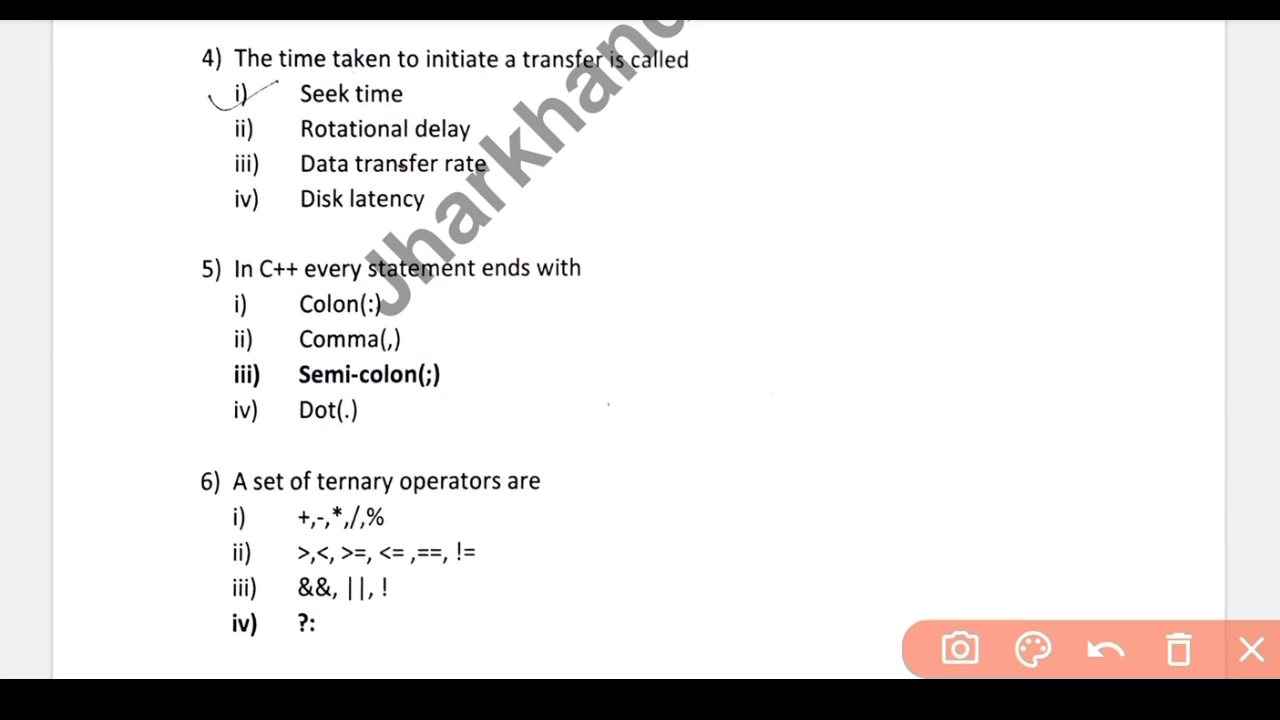 4) The time taken to initiate a transfer is called
i) Seek time
ii) Rotational delay
iii) Data transfer rate
iv) Disk latency
5) In C++ every statement ends with
i) Colon(:)
ii) Comma(,)
iii) Semi-colon(;)
iv) Dot(.)
6) A set of ternary operators are
i) +,-,*,/,%
ii) >,<, >=, <= ,==, !=
iii) &&, ||, !
iv) ?: